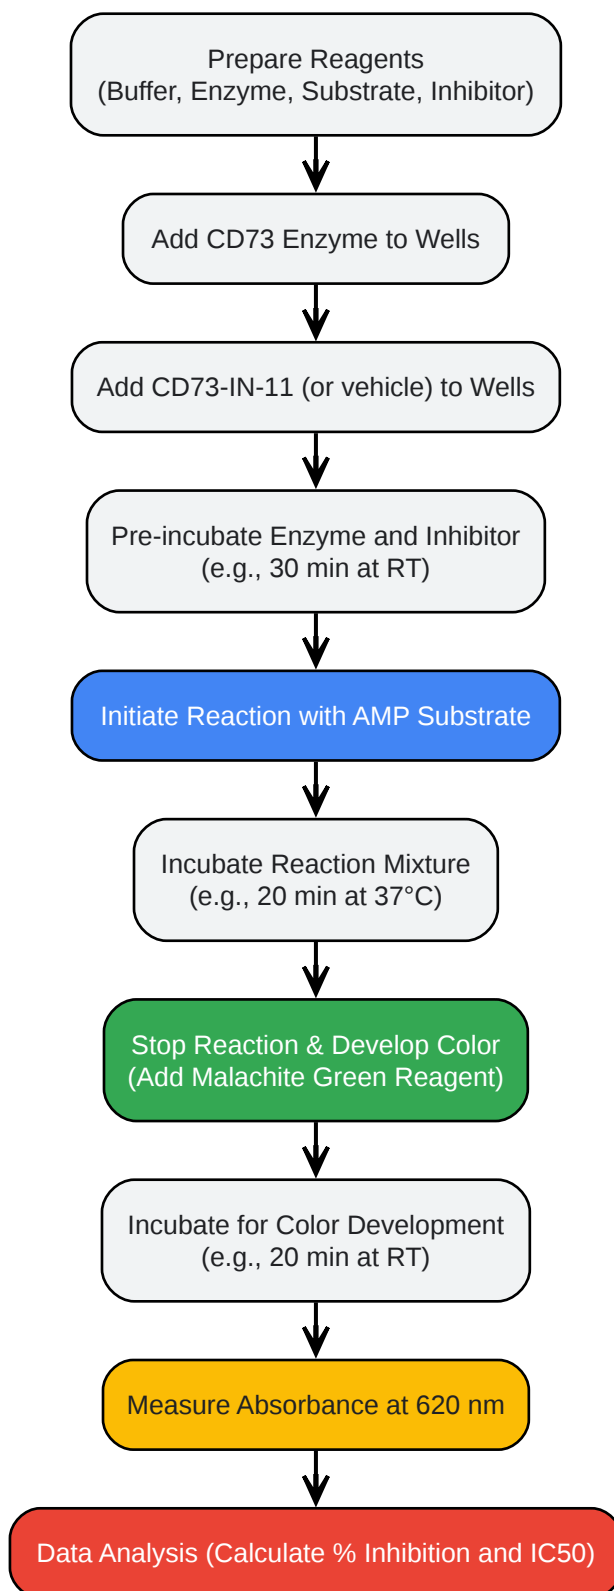 Prepare Reagents
(Buffer, Enzyme, Substrate, Inhibitor)
Add CD73 Enzyme to Wells
Add CD73-IN-11 (or vehicle) to Wells
Pre-incubate Enzyme and Inhibitor
(e.g., 30 min at RT)
Initiate Reaction with AMP Substrate
Incubate Reaction Mixture
(e.g., 20 min at 37°C)
Stop Reaction & Develop Color
(Add Malachite Green Reagent)
Incubate for Color Development
(e.g., 20 min at RT)
Measure Absorbance at 620 nm
Data Analysis (Calculate % Inhibition and IC50)